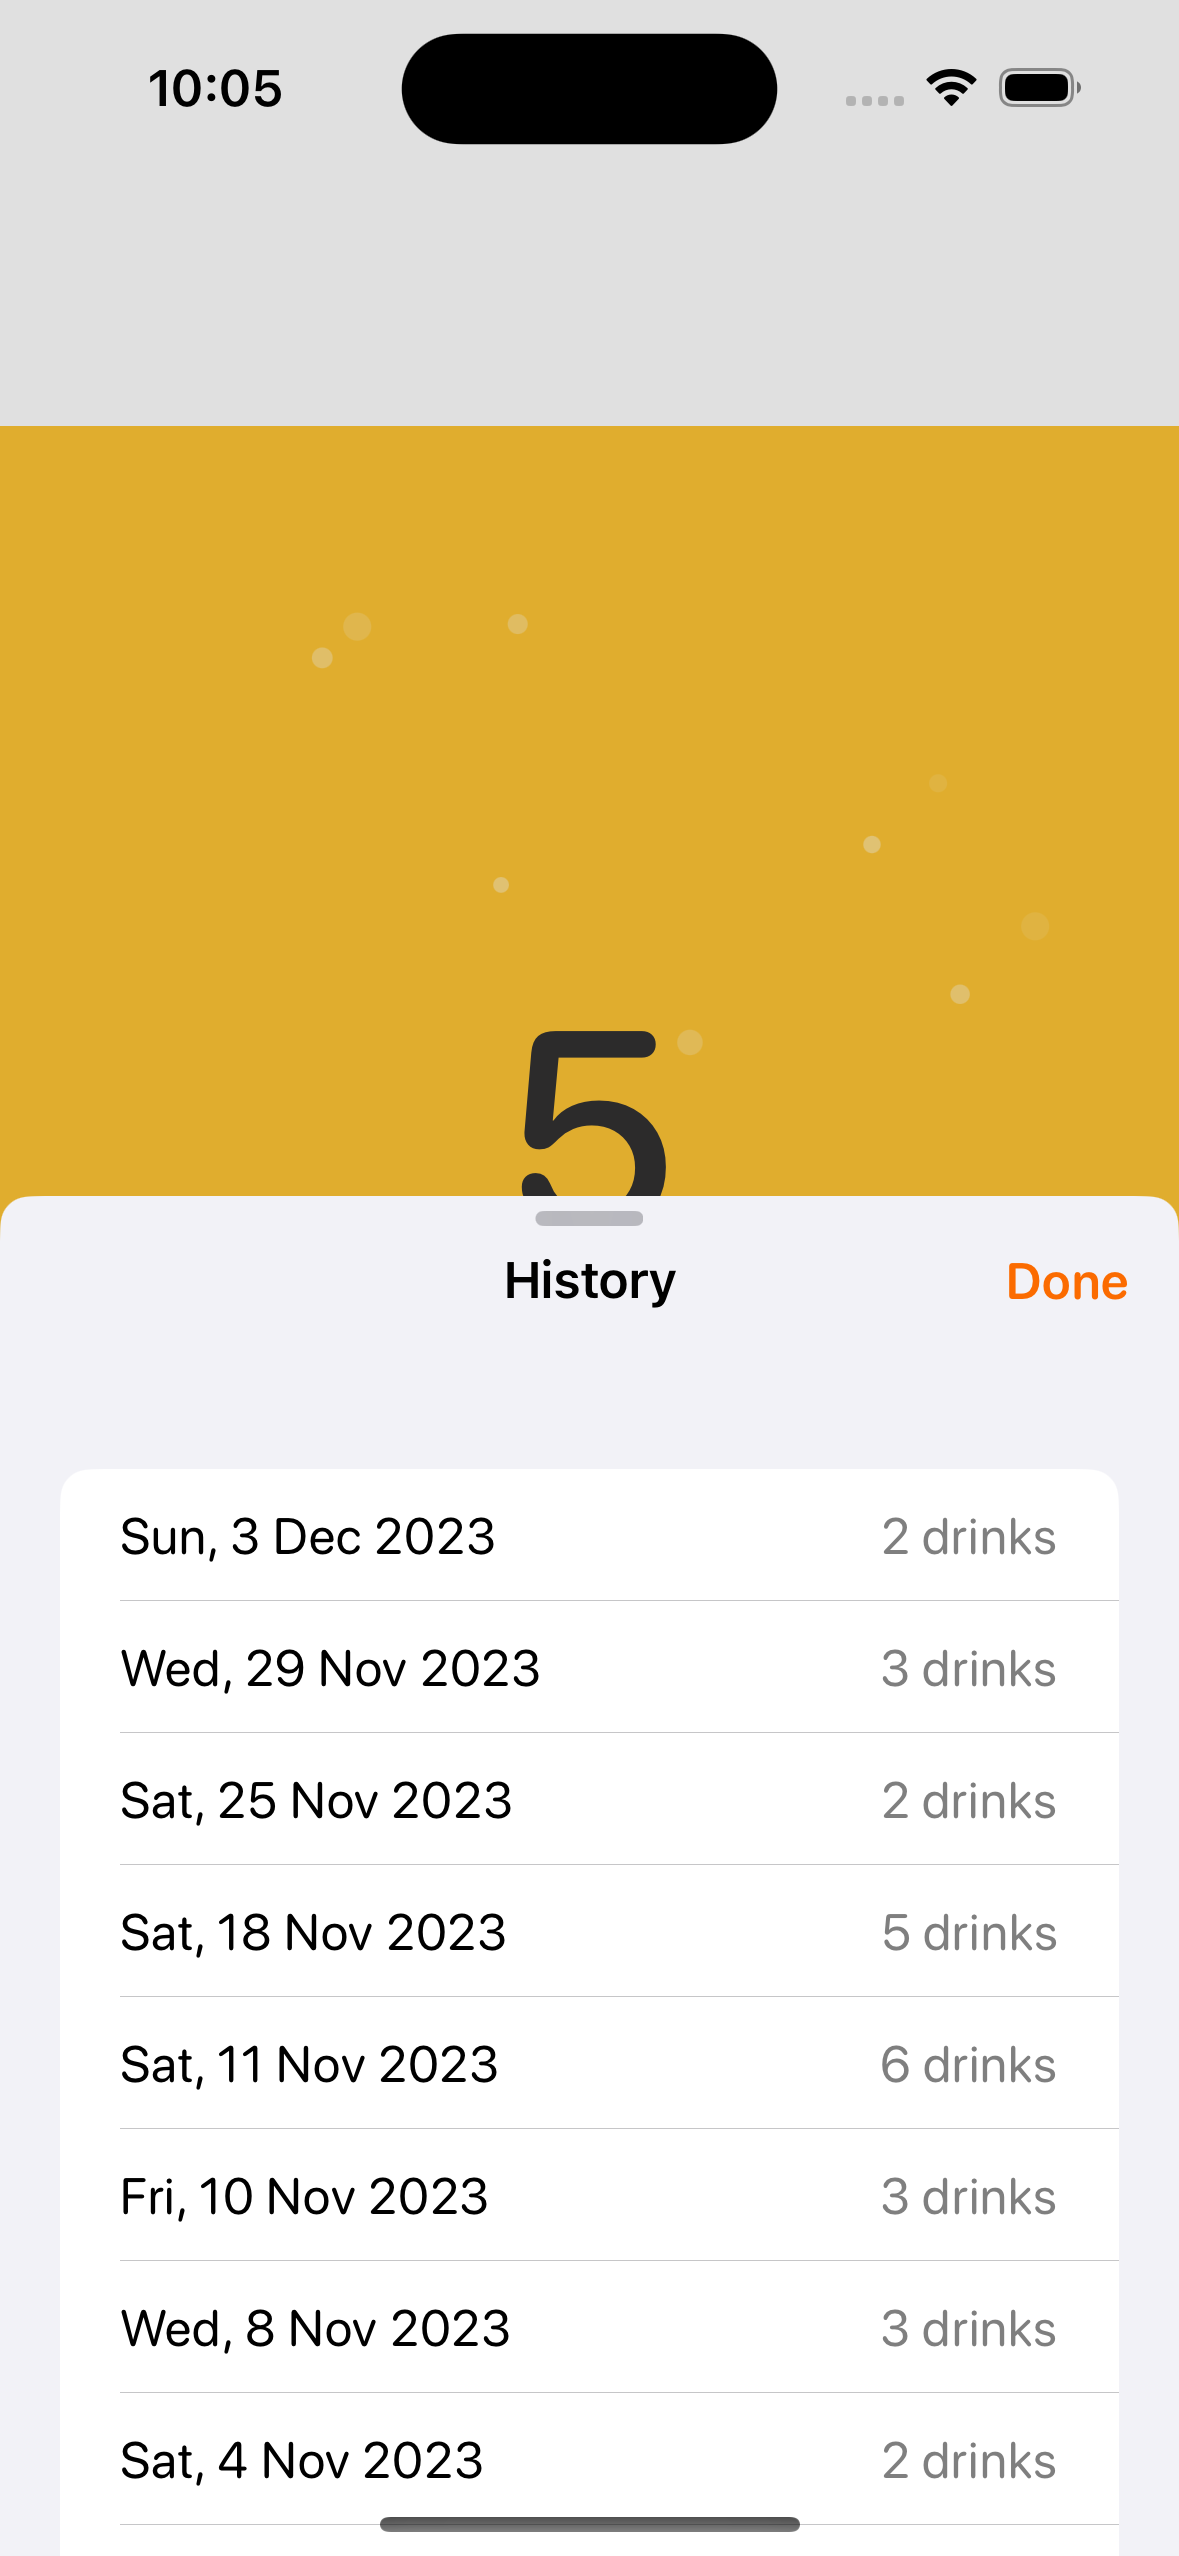 10:05
5
History
Done
Sun, 3 Dec 2023 2 drinks
Wed, 29 Nov 2023 3 drinks
Sat, 25 Nov 2023 2 drinks
Sat, 18 Nov 2023 5 drinks
Sat, 11 Nov 2023 6 drinks
Fri, 10 Nov 2023 3 drinks
Wed, 8 Nov 2023 3 drinks
Sat, 4 Nov 2023 2 drinks